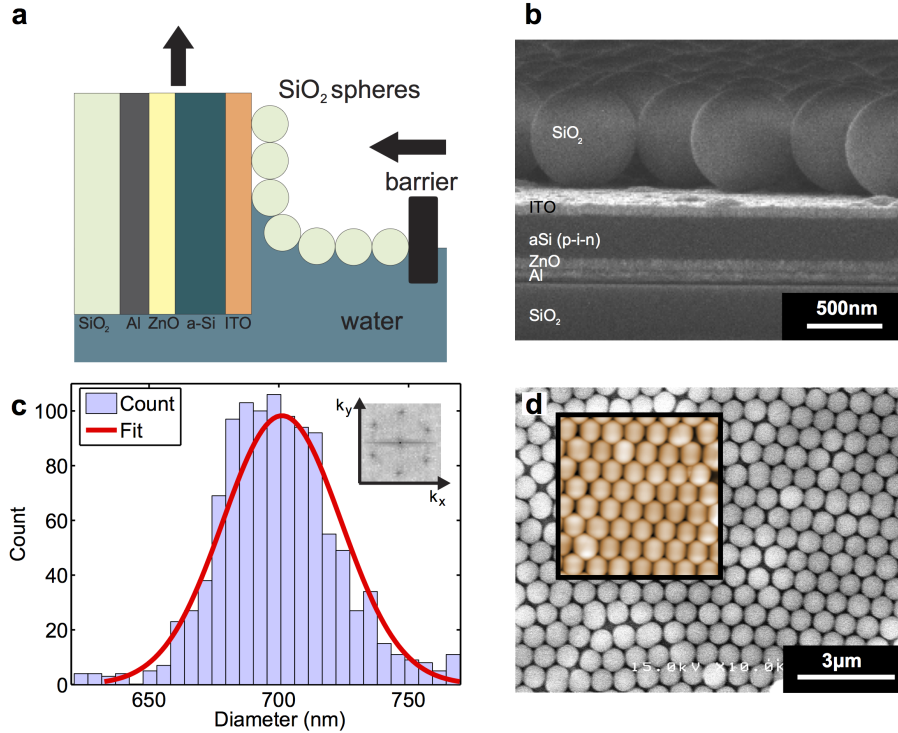 a
SiO₂ spheres
barrier
water
SiO₂ Al ZnO a-Si ITO
b
SiO₂
ITO
aSi (p-i-n)
ZnO
Al
SiO₂
500nm
c
Count
Fit
k_y
k_x
100
80
60
40
20
0
Count
650 700 750
Diameter (nm)
d
15.0kV X10.0k
3μm